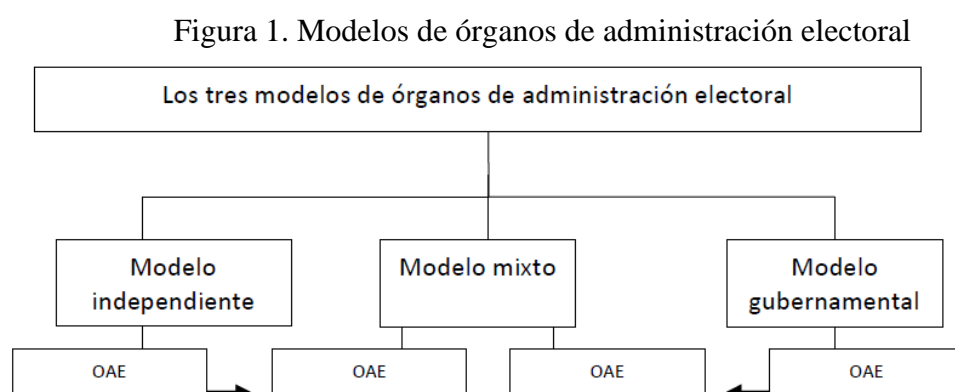 Figura 1. Modelos de órganos de administración electoral
Los tres modelos de órganos de administración electoral
Modelo
independiente
Modelo mixto
Modelo
gubernamental
OAE
OAE
OAE
OAE